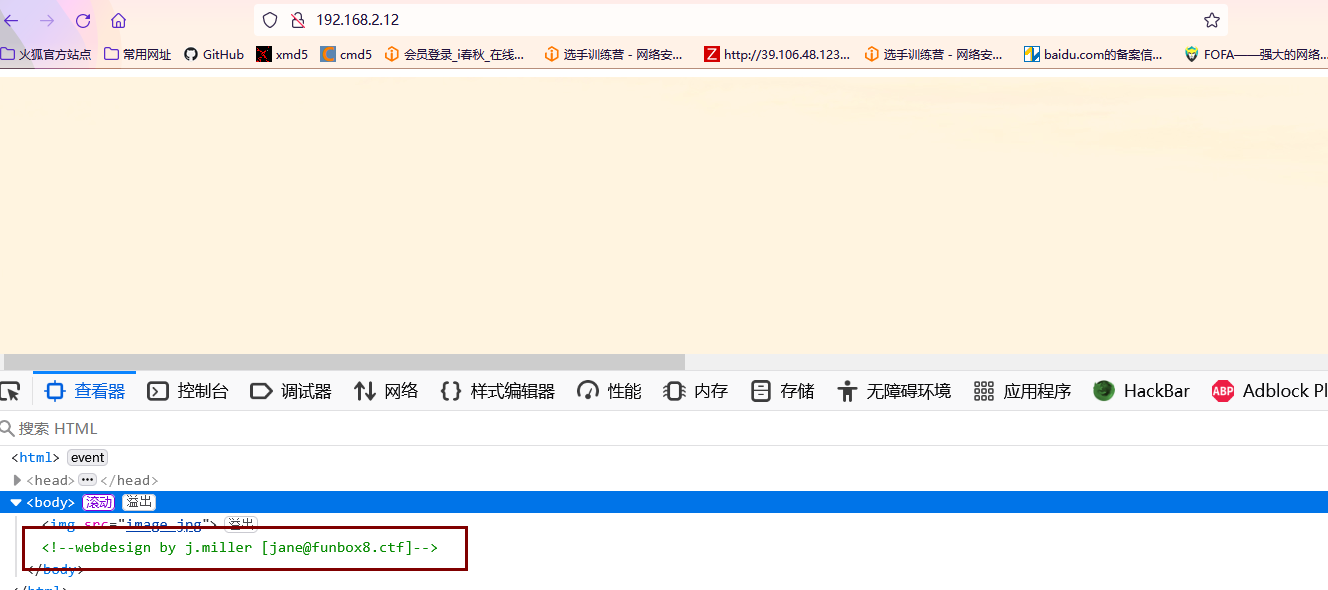 192.168.2.12
火狐官方站点 常用网址 GitHub xmd5 cmd5 会员登录_i春秋_在线... 选手训练营 - 网络安... http://39.106.48.123... 选手训练营 - 网络安... baidu.com的备案信... FOFA——强大的网络...
查看器 控制台 调试器 网络 {} 样式编辑器 性能 内存 存储 无障碍环境 应用程序 HackBar ABP Adblock Pl
搜索 HTML
<html> event
<head> ••• </head>
<body> 滚动 溢出
<img src="image.jpg"> 溢出
<!--webdesign by j.miller [jane@funbox8.ctf]-->
</body>
</html>